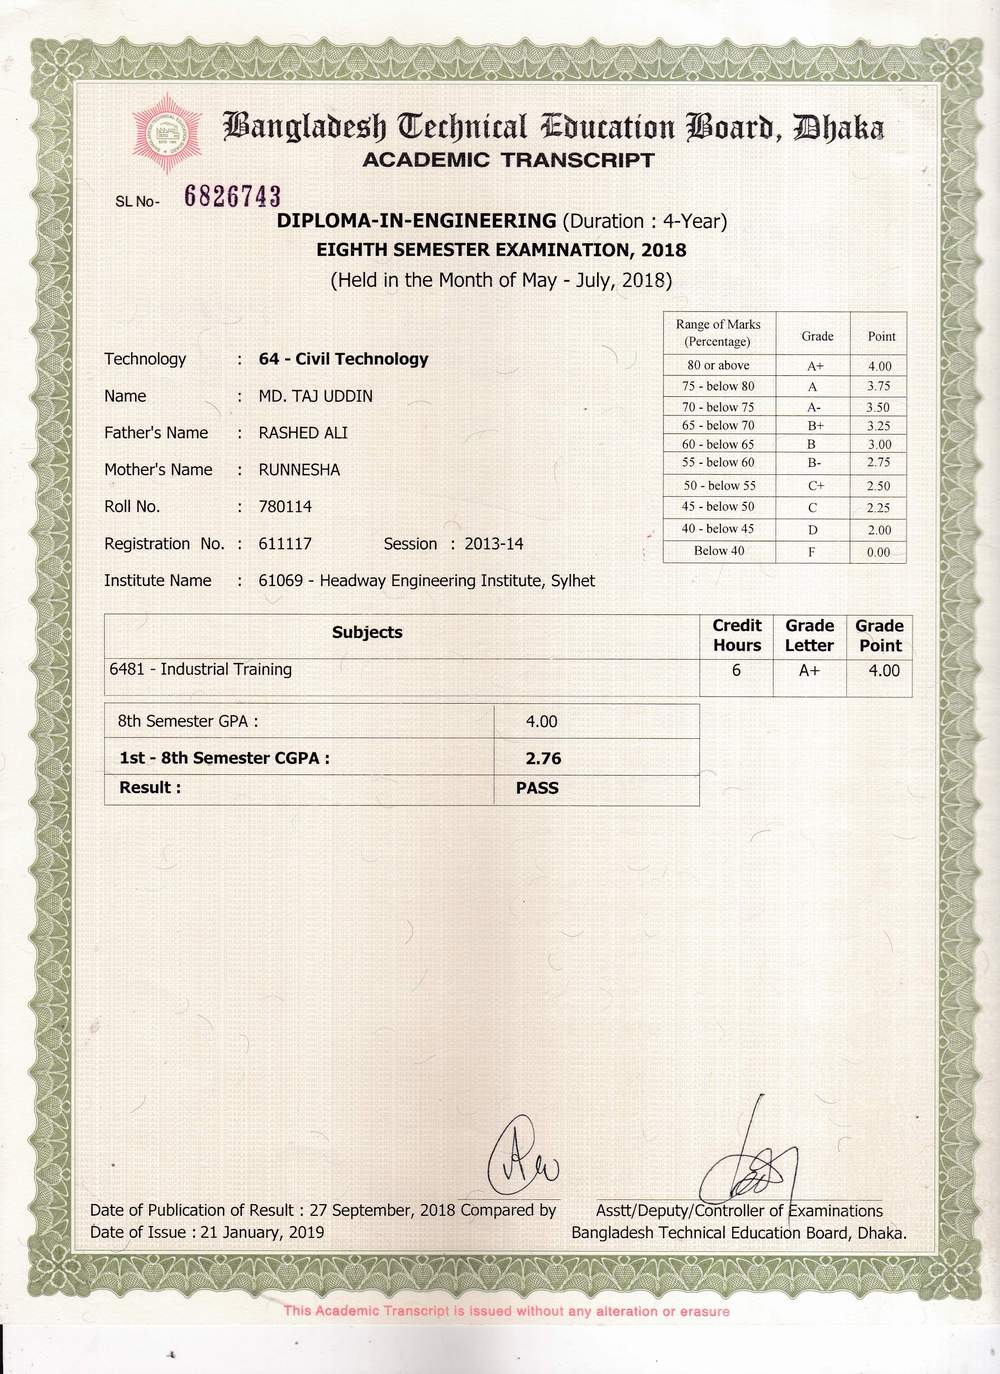 Bangladesh Technical Education Board, Dhaka
ACADEMIC TRANSCRIPT
SL No- 6826743
DIPLOMA-IN-ENGINEERING (Duration : 4-Year)
EIGHTH SEMESTER EXAMINATION, 2018
(Held in the Month of May - July, 2018)
Range of Marks (Percentage) Grade Point
80 or above A+ 4.00
75 - below 80 A 3.75
70 - below 75 A- 3.50
65 - below 70 B+ 3.25
60 - below 65 B 3.00
55 - below 60 B- 2.75
50 - below 55 C+ 2.50
45 - below 50 C 2.25
40 - below 45 D 2.00
Below 40 F 0.00
Technology : 64 - Civil Technology
Name : MD. TAJ UDDIN
Father's Name : RASHED ALI
Mother's Name : RUNNESHA
Roll No. : 780114
Registration No. : 611117 Session : 2013-14
Institute Name : 61069 - Headway Engineering Institute, Sylhet
Subjects Credit Hours Grade Letter Grade Point
6481 - Industrial Training 6 A+ 4.00
8th Semester GPA : 4.00
1st - 8th Semester CGPA : 2.76
Result : PASS
Date of Publication of Result : 27 September, 2018 Compared by Asstt/Deputy/Controller of Examinations
Date of Issue : 21 January, 2019 Bangladesh Technical Education Board, Dhaka.
This Academic Transcript is issued without any alteration or erasure